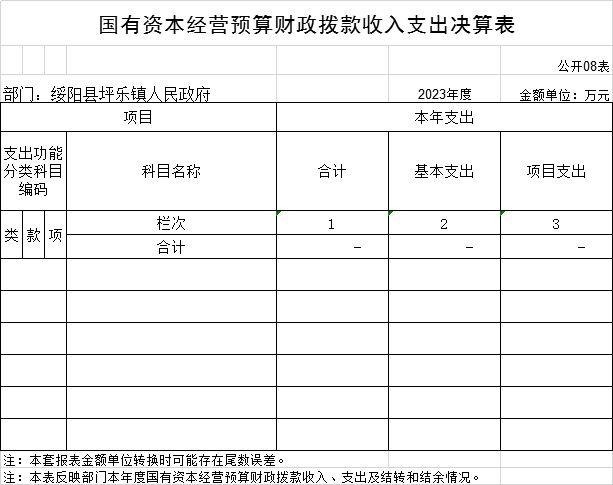 国有资本经营预算财政拨款收入支出决算表
公开08表
部门：绥阳县坪乐镇人民政府 2023年度 金额单位：万元
项目 本年支出
支出功能
分类科目
编码
科目名称 合计 基本支出 项目支出
类 款 项
栏次 1 2 3
合计 － － －
注：本套报表金额单位转换时可能存在尾数误差。
注：本表反映部门本年度国有资本经营预算财政拨款收入、支出及结转和结余情况。